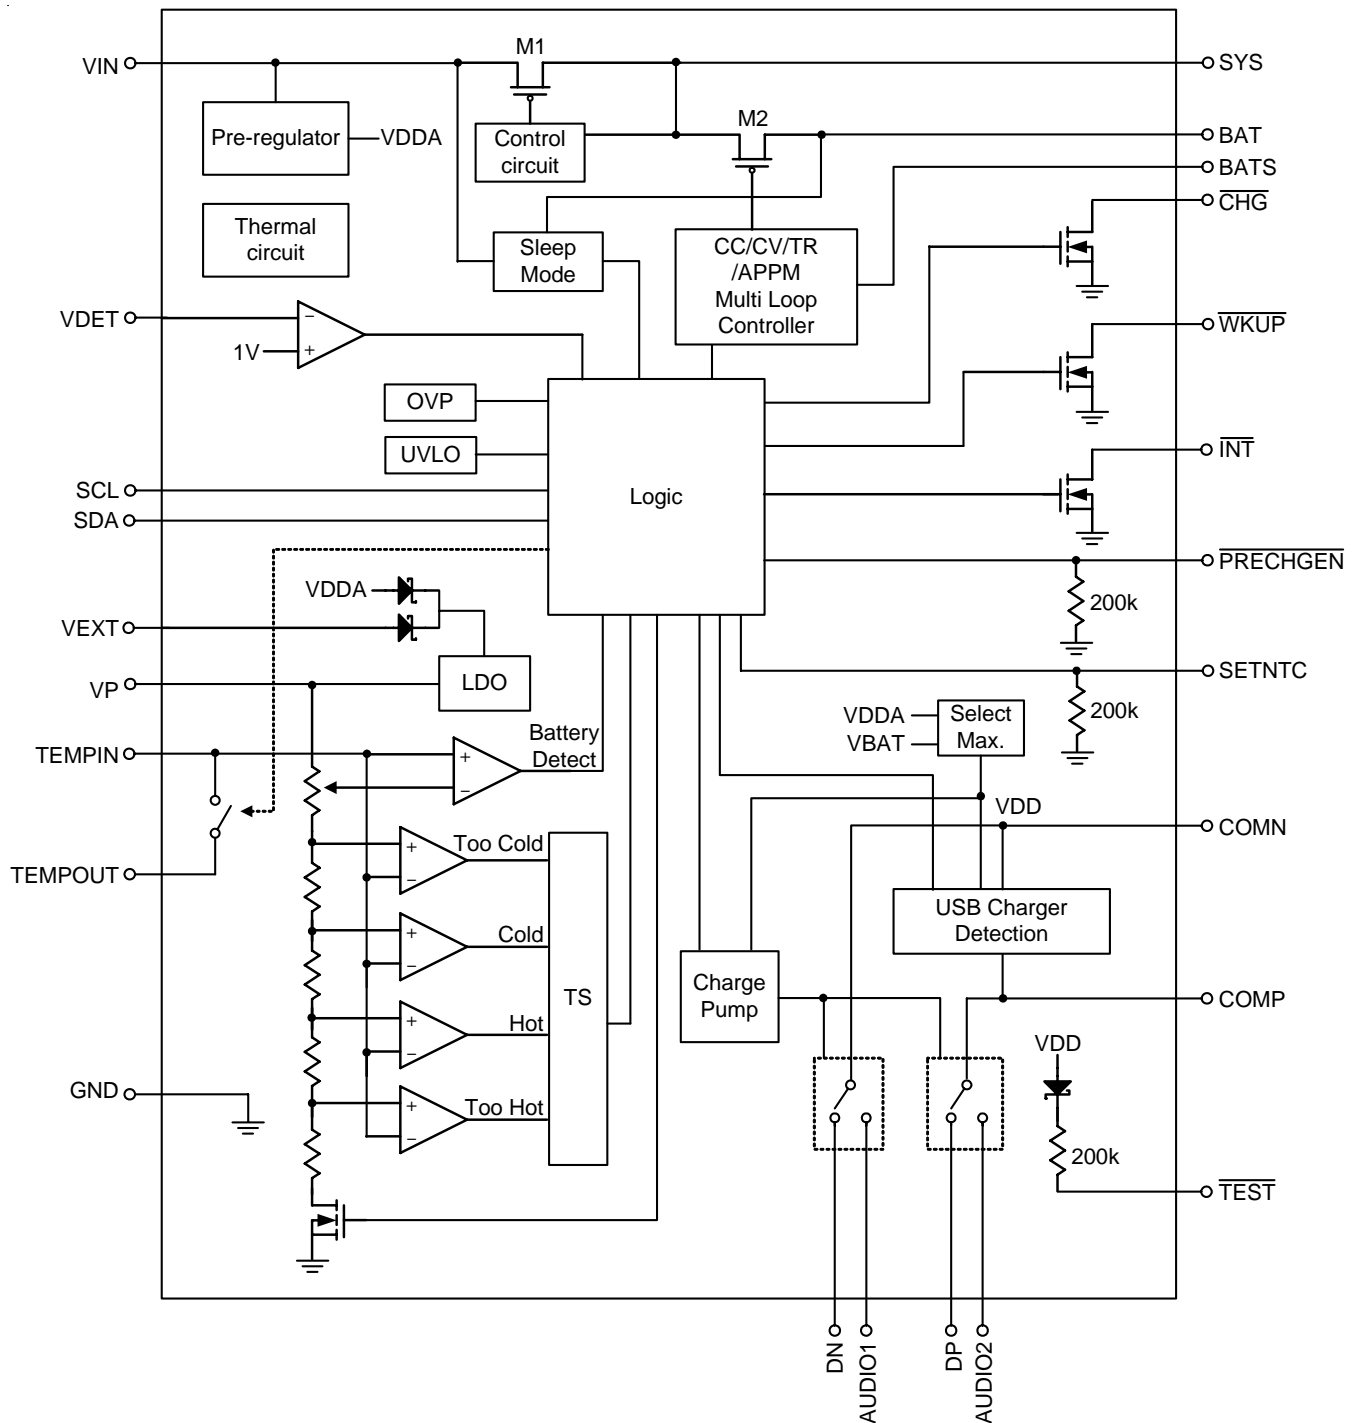 M1
VIN
SYS
M2
Pre-regulator
VDDA
Control
circuit
BAT
BATS
CHG
Thermal
circuit
Sleep
Mode
CC/CV/TR
/APPM
Multi Loop
Controller
VDET
1V
WKUP
OVP
UVLO
INT
SCL
SDA
Logic
PRECHGEN
VDDA
200k
VEXT
VP
LDO
SETNTC
200k
VDDA
VBAT
Select
Max.
Battery
Detect
TEMPIN
VDD
COMN
Too Cold
TEMPOUT
USB Charger
Detection
Cold
Charge
Pump
TS
COMP
Hot
VDD
GND
Too Hot
200k
TEST
DN
AUDIO1
DP
AUDIO2